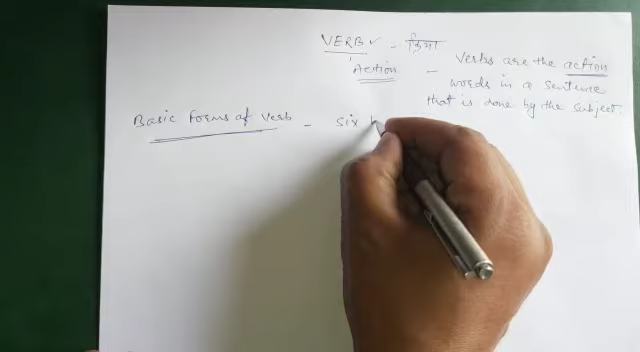 VERB ✓ - क्रिया
Action - Verbs are the action
words in a sentence
that is done by the subject.
Basic Forms of Verb - six